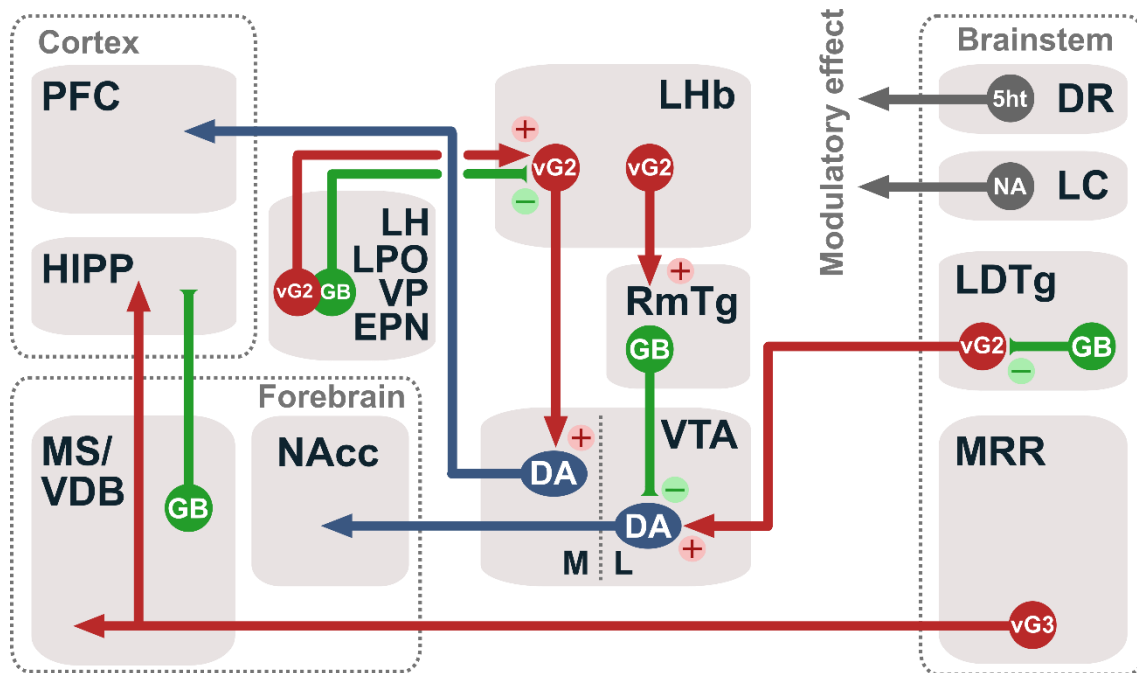 Cortex
PFC
HIPP
LH
LPO
VP
EPN
vG2
GB
+
−
LHb
vG2
vG2
+
RmTg
GB
Modulatory effect
Brainstem
5ht
DR
NA
LC
LDTg
vG2
GB
−
MRR
vG3
Forebrain
MS/
VDB
GB
NAcc
VTA
+
DA
−
DA
+
M
L